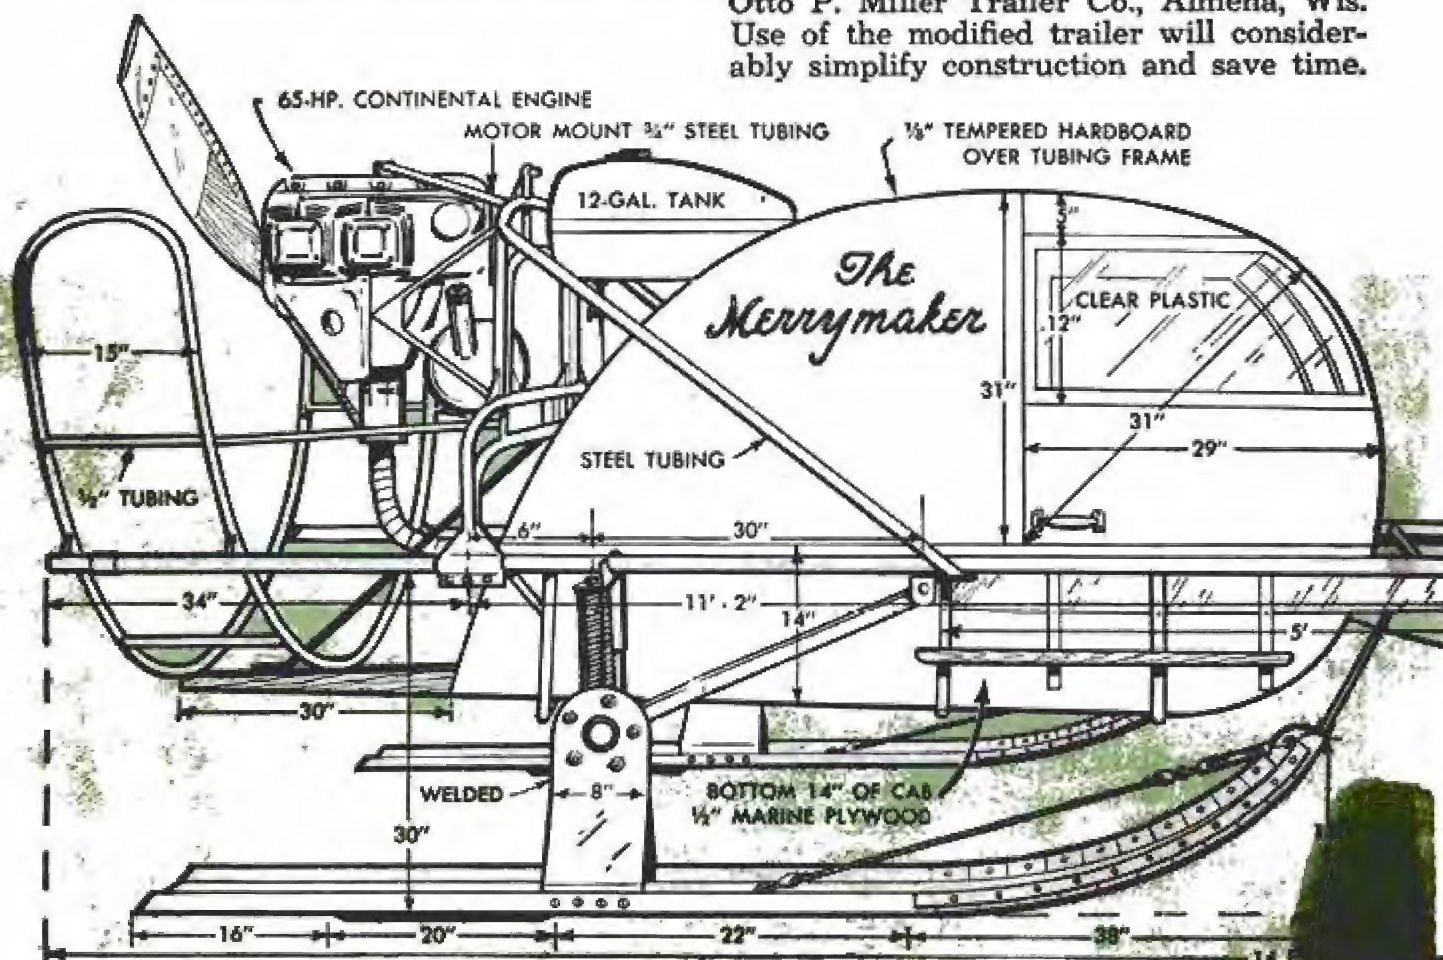 Otto P. Miller Trailer Co., Almena, Wis.
Use of the modified trailer will consider-
ably simplify construction and save time.
65-HP. CONTINENTAL ENGINE
MOTOR MOUNT ¾" STEEL TUBING
⅛" TEMPERED HARDBOARD
OVER TUBING FRAME
12-GAL. TANK
5"
The
Merrymaker
CLEAR PLASTIC
12"
15"
31"
31"
29"
STEEL TUBING
½" TUBING
6"
30"
34"
11' - 2"
14"
5'
30"
WELDED
8"
BOTTOM 14" OF CAB
½" MARINE PLYWOOD
30"
16"
20"
22"
38"